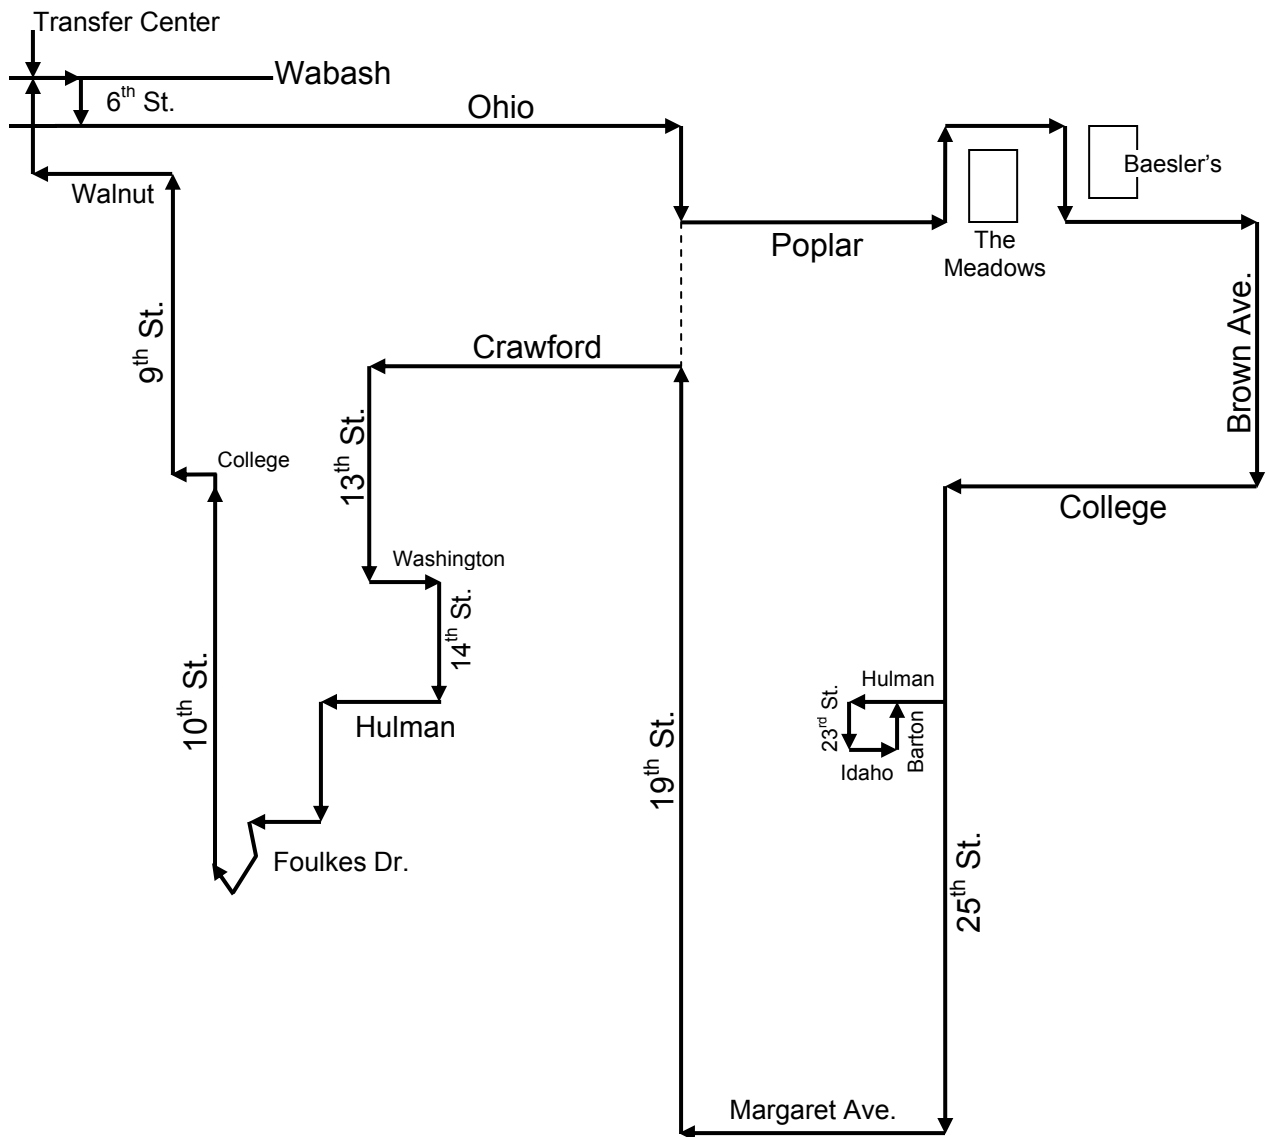 Transfer Center
Wabash
6th St.
Ohio
Baesler's
Walnut
Poplar
The
Meadows
9th St.
Crawford
Brown Ave.
13th St.
College
College
Washington
14th St.
10th St.
Hulman
Hulman
23rd St.
Barton
Idaho
19th St.
Foulkes Dr.
25th St.
Margaret Ave.